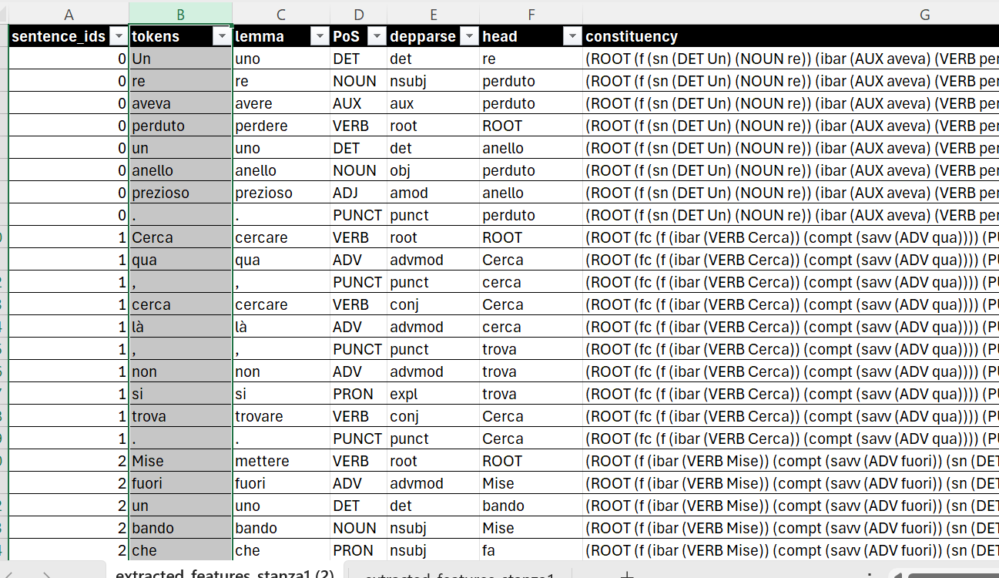 A B C D E F G
sentence_ids tokens lemma PoS depparse head constituency
0 Un uno DET det re (ROOT (f (sn (DET Un) (NOUN re)) (ibar (AUX aveva) (VERB per
0 re re NOUN nsubj perduto (ROOT (f (sn (DET Un) (NOUN re)) (ibar (AUX aveva) (VERB per
0 aveva avere AUX aux perduto (ROOT (f (sn (DET Un) (NOUN re)) (ibar (AUX aveva) (VERB per
0 perduto perdere VERB root ROOT (ROOT (f (sn (DET Un) (NOUN re)) (ibar (AUX aveva) (VERB per
0 un uno DET det anello (ROOT (f (sn (DET Un) (NOUN re)) (ibar (AUX aveva) (VERB per
0 anello anello NOUN obj perduto (ROOT (f (sn (DET Un) (NOUN re)) (ibar (AUX aveva) (VERB per
0 prezioso prezioso ADJ amod anello (ROOT (f (sn (DET Un) (NOUN re)) (ibar (AUX aveva) (VERB per
0 . . PUNCT punct perduto (ROOT (f (sn (DET Un) (NOUN re)) (ibar (AUX aveva) (VERB per
1 Cerca cercare VERB root ROOT (ROOT (fc (f (ibar (VERB Cerca)) (compt (savv (ADV qua)))) (PU
1 qua qua ADV advmod Cerca (ROOT (fc (f (ibar (VERB Cerca)) (compt (savv (ADV qua)))) (PU
1 , , PUNCT punct cerca (ROOT (fc (f (ibar (VERB Cerca)) (compt (savv (ADV qua)))) (PU
1 cerca cercare VERB conj Cerca (ROOT (fc (f (ibar (VERB Cerca)) (compt (savv (ADV qua)))) (PU
1 là là ADV advmod cerca (ROOT (fc (f (ibar (VERB Cerca)) (compt (savv (ADV qua)))) (PU
1 , , PUNCT punct trova (ROOT (fc (f (ibar (VERB Cerca)) (compt (savv (ADV qua)))) (PU
1 non non ADV advmod trova (ROOT (fc (f (ibar (VERB Cerca)) (compt (savv (ADV qua)))) (PU
1 si si PRON expl trova (ROOT (fc (f (ibar (VERB Cerca)) (compt (savv (ADV qua)))) (PU
1 trova trovare VERB conj Cerca (ROOT (fc (f (ibar (VERB Cerca)) (compt (savv (ADV qua)))) (PU
1 . . PUNCT punct Cerca (ROOT (fc (f (ibar (VERB Cerca)) (compt (savv (ADV qua)))) (PU
2 Mise mettere VERB root ROOT (ROOT (f (ibar (VERB Mise)) (compt (savv (ADV fuori)) (sn (DET
2 fuori fuori ADV advmod Mise (ROOT (f (ibar (VERB Mise)) (compt (savv (ADV fuori)) (sn (DET
2 un uno DET det bando (ROOT (f (ibar (VERB Mise)) (compt (savv (ADV fuori)) (sn (DET
2 bando bando NOUN nsubj Mise (ROOT (f (ibar (VERB Mise)) (compt (savv (ADV fuori)) (sn (DET
2 che che PRON nsubj fa (ROOT (f (ibar (VERB Mise)) (compt (savv (ADV fuori)) (sn (DET
extracted_features_stanza1 (2) extracted_features_stanza1